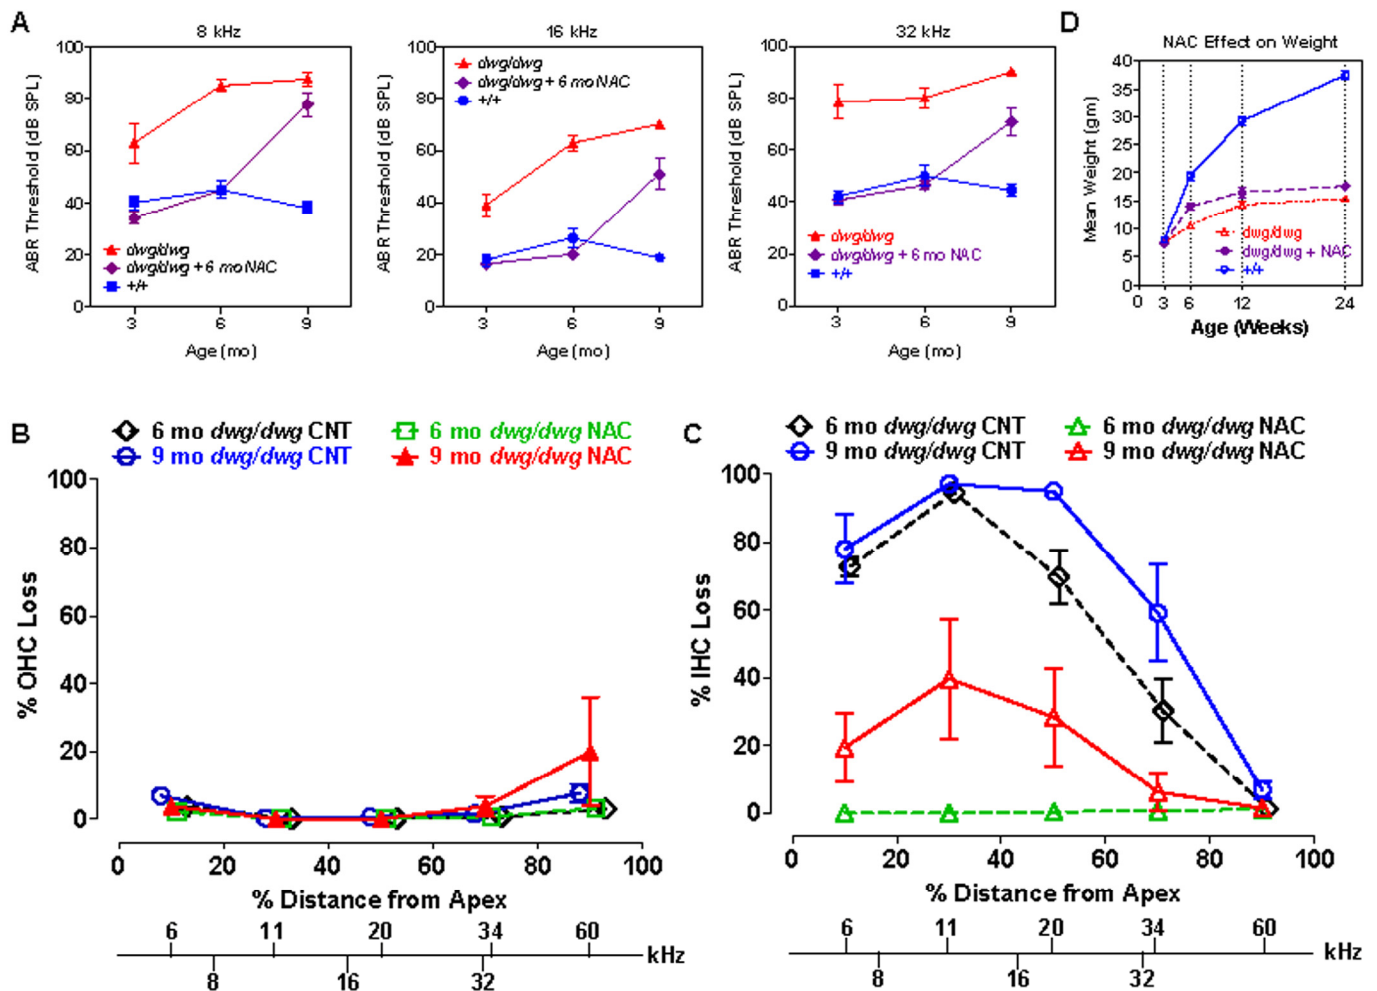 A
8 kHz
ABR Threshold (dB SPL)
100
80
60
40
20
0
dwg/dwg
dwg/dwg + 6 mo NAC
+/+
3 6 9
Age (mo)
16 kHz
ABR Threshold (dB SPL)
100
80
60
40
20
0
dwg/dwg
dwg/dwg + 6 mo NAC
+/+
3 6 9
Age (mo)
32 kHz
ABR Threshold (dB SPL)
100
80
60
40
20
0
dwg/dwg
dwg/dwg + 6 mo NAC
+/+
3 6 9
Age (mo)
D
NAC Effect on Weight
Mean Weight (gm)
40
35
30
25
20
15
10
5
0
dwg/dwg
dwg/dwg + NAC
+/+
0 3 6 12 24
Age (Weeks)
B
6 mo dwg/dwg CNT
6 mo dwg/dwg NAC
9 mo dwg/dwg CNT
9 mo dwg/dwg NAC
% OHC Loss
100
80
60
40
20
0
0 20 40 60 80 100
% Distance from Apex
6 11 20 34 60
kHz
8 16 32
C
6 mo dwg/dwg CNT
6 mo dwg/dwg NAC
9 mo dwg/dwg CNT
9 mo dwg/dwg NAC
% IHC Loss
100
80
60
40
20
0
0 20 40 60 80 100
% Distance from Apex
6 11 20 34 60
kHz
8 16 32